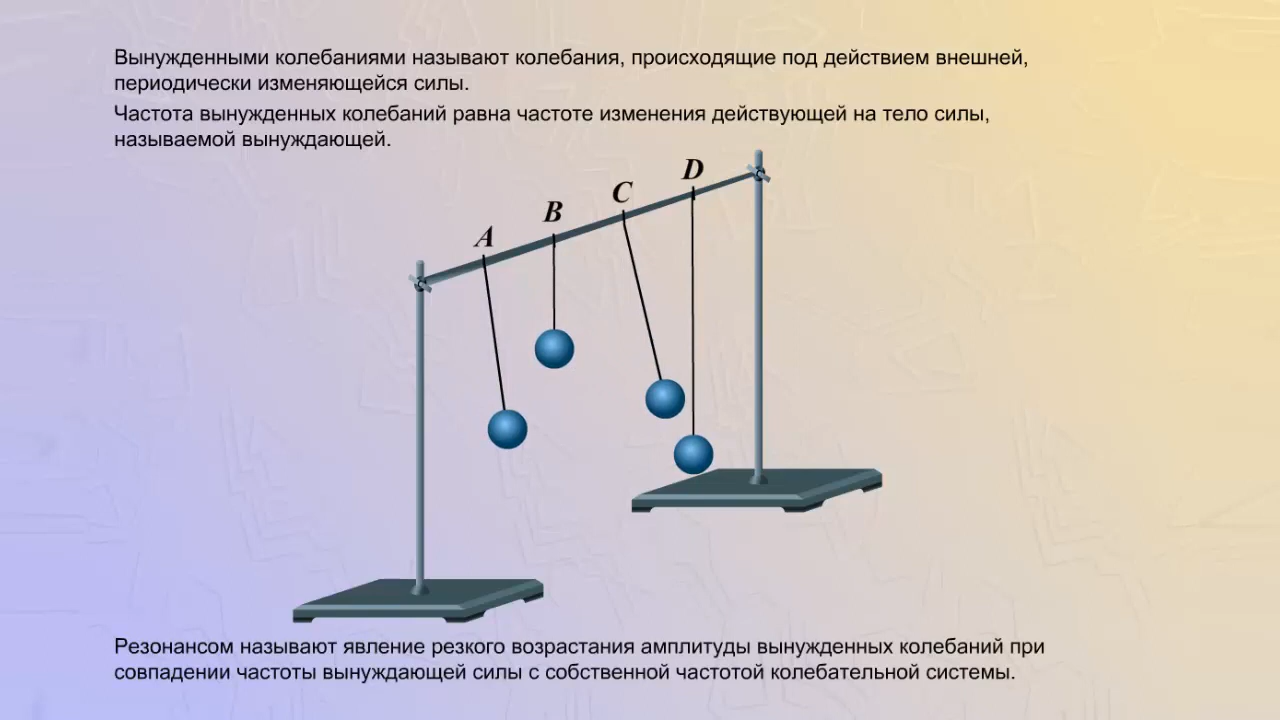 Вынужденными колебаниями называют колебания, происходящие под действием внешней,
периодически изменяющейся силы.
Частота вынужденных колебаний равна частоте изменения действующей на тело силы,
называемой вынуждающей.
A
B
C
D
Резонансом называют явление резкого возрастания амплитуды вынужденных колебаний при
совпадении частоты вынуждающей силы с собственной частотой колебательной системы.